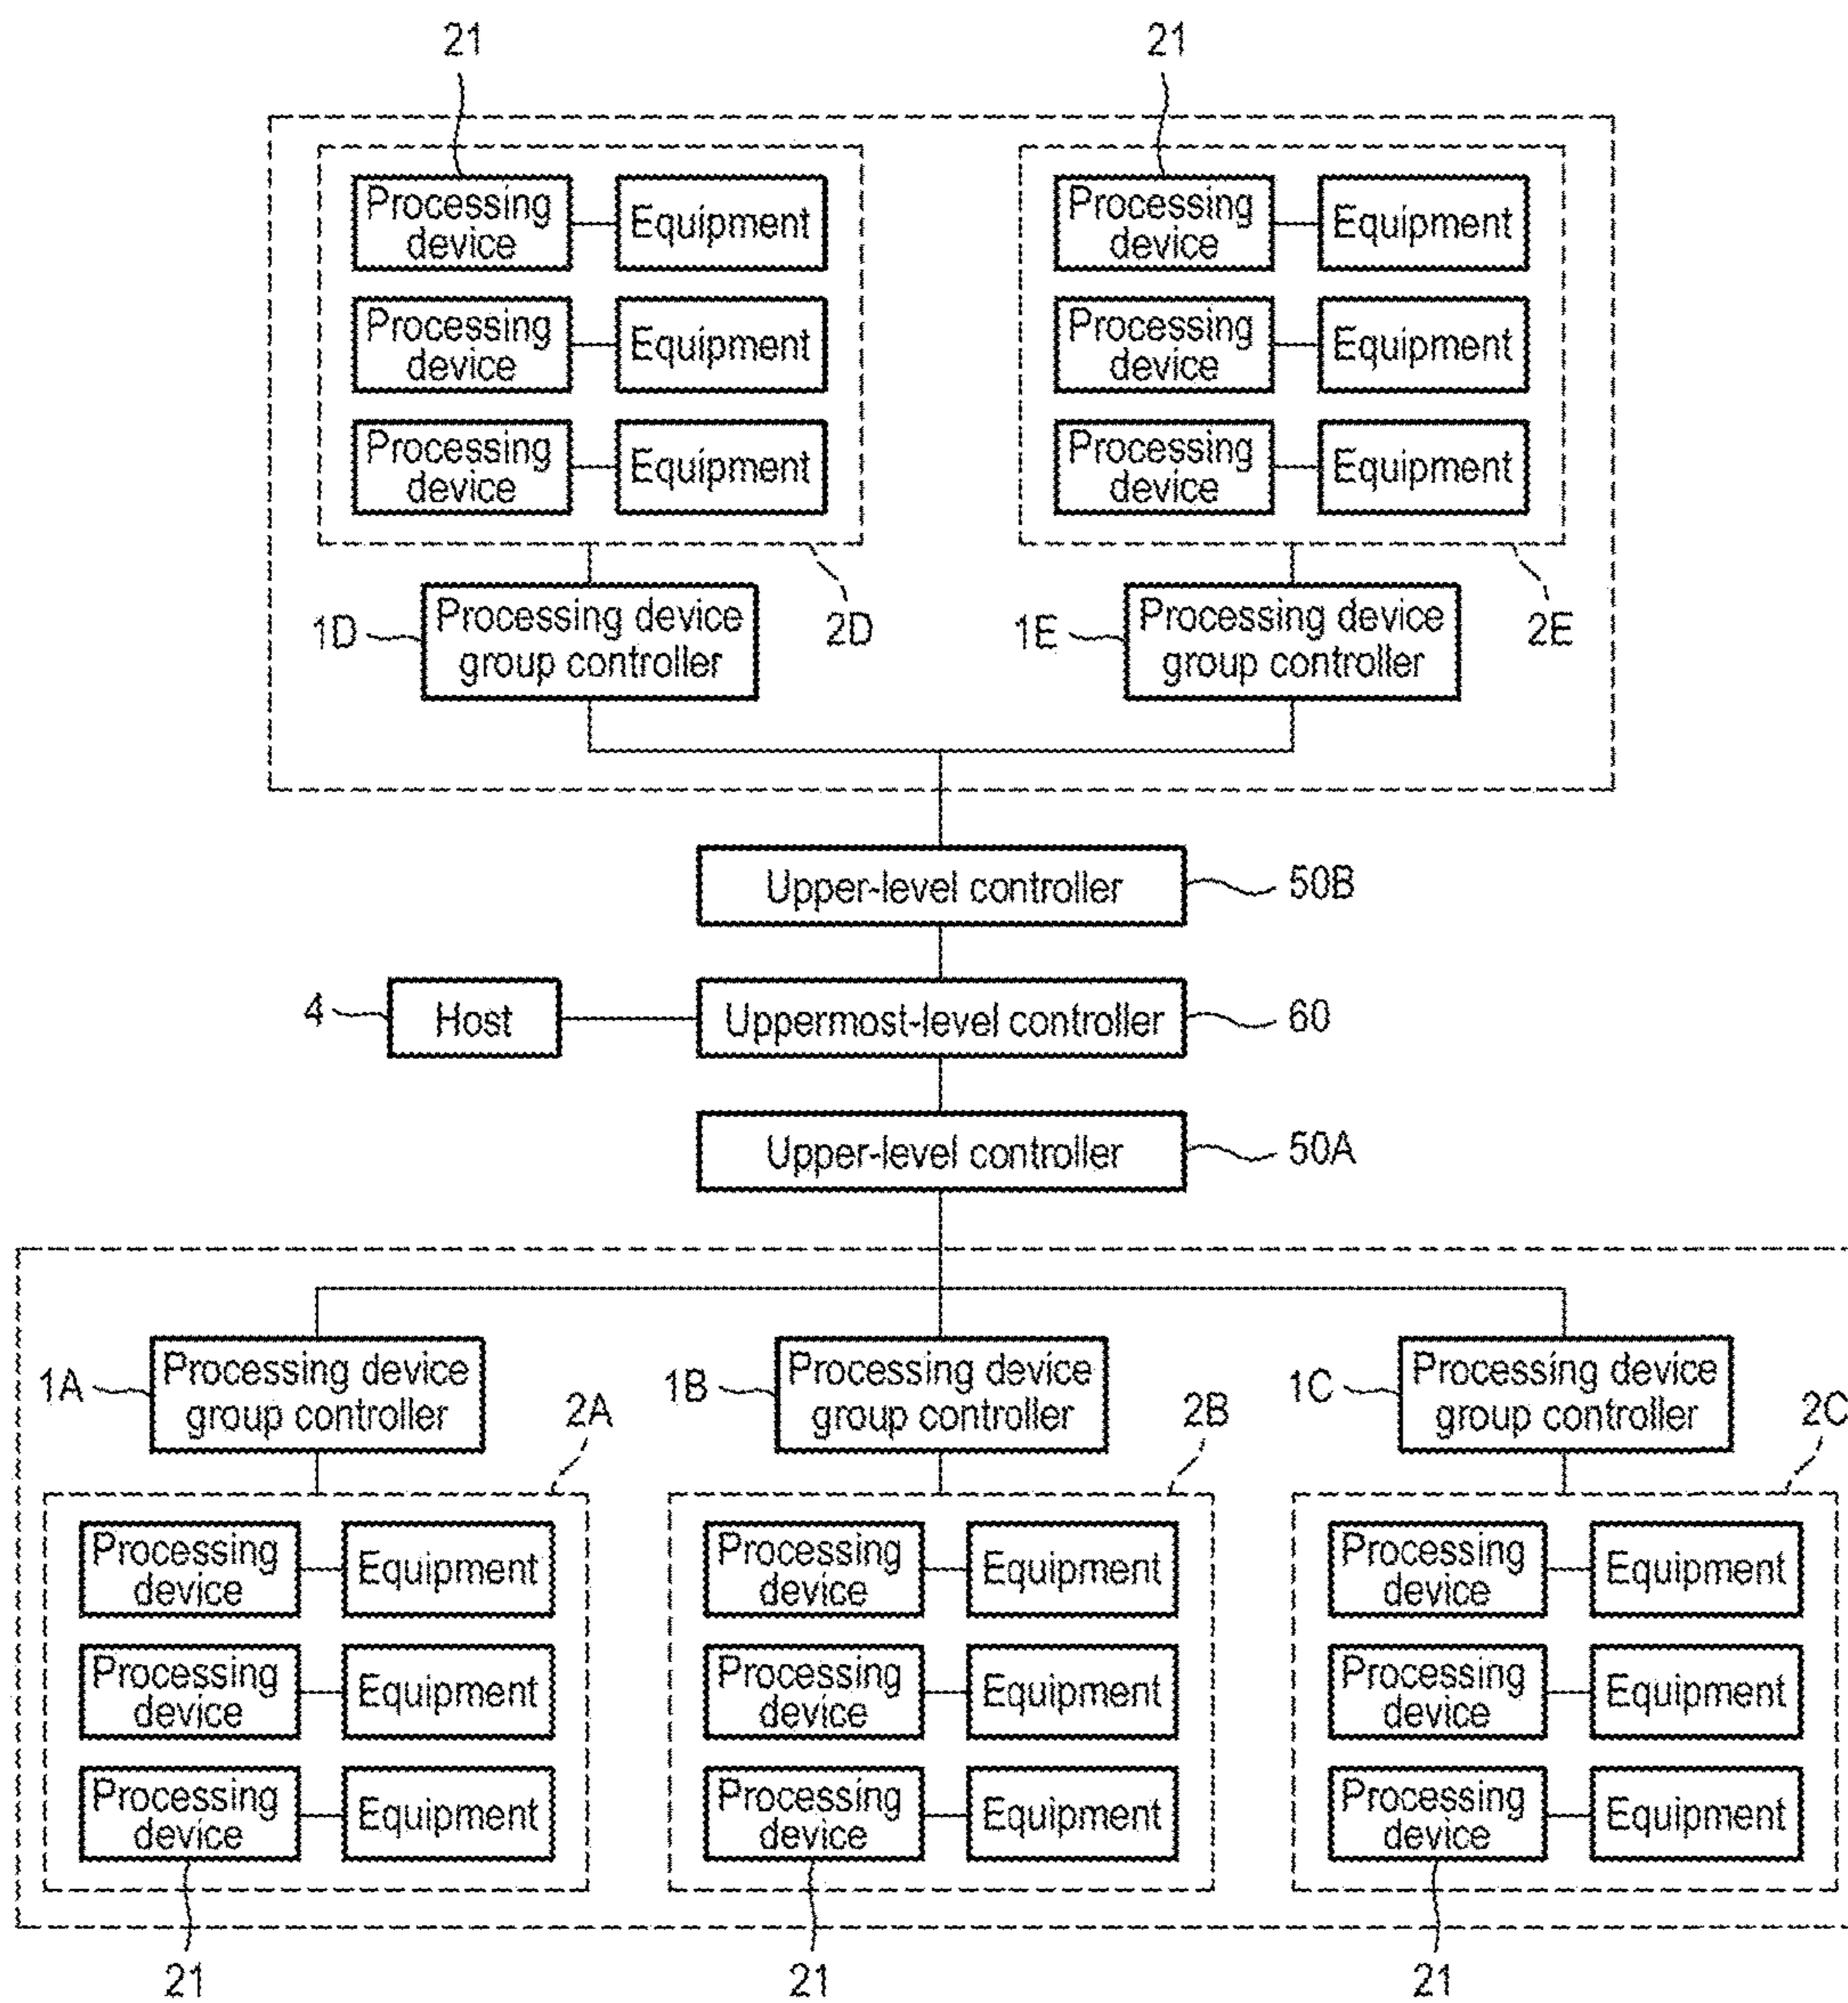 21
21
Processing
device
Equipment
Processing
device
Equipment
Processing
device
Equipment
Processing
device
Equipment
Processing
device
Equipment
Processing
device
Equipment
1D
Processing device
group controller
2D
1E
Processing device
group controller
2E
Upper-level controller
50B
4
Host
Uppermost-level controller
60
Upper-level controller
50A
1A
Processing device
group controller
2A
1B
Processing device
group controller
2B
1C
Processing device
group controller
2C
Processing
device
Equipment
Processing
device
Equipment
Processing
device
Equipment
Processing
device
Equipment
Processing
device
Equipment
Processing
device
Equipment
Processing
device
Equipment
Processing
device
Equipment
Processing
device
Equipment
21
21
21